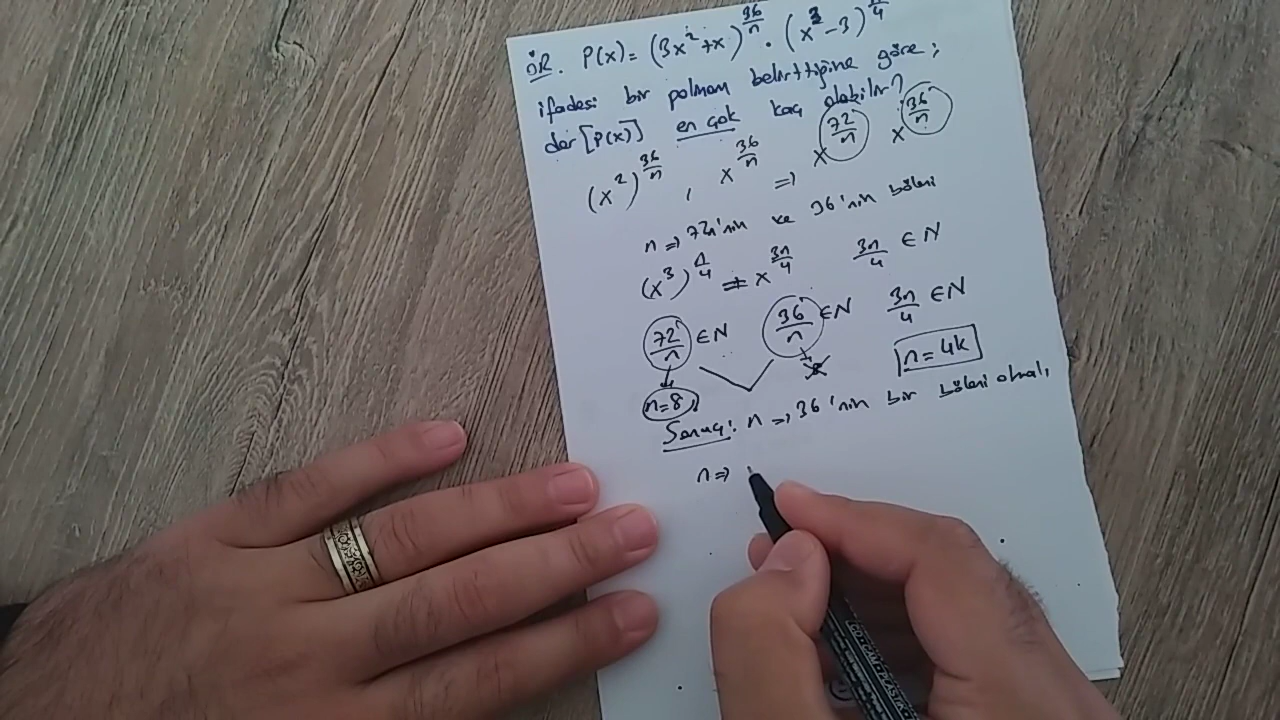 ÖR. P(x) = (3x²+x)^(36/n) . (x³-3)^(n/4)
ifadesi bir polinom belirttiğine göre;
der[P(x)] en çok kaç olabilir?
(x²)^(36/n) , x^(36/n) ⇒ x^(72/n) x^(36/n)
n ⇒ 72'nin ve 36'nın böleni
(x³)^(n/4) = x^(3n/4) 3n/4 ∈ N
72/n ∈ N 36/n ∈ N 3n/4 ∈ N
n=8 n=4k
Sonuç: n ⇒ 36'nın bir böleni olmalı
n ⇒